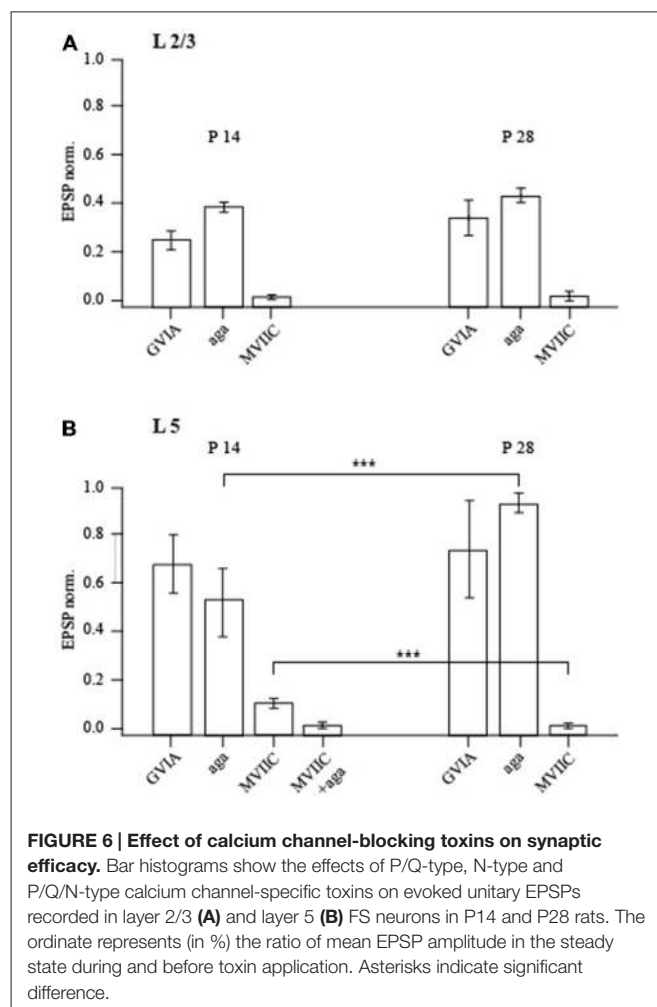 A L 2/3
1.0
0.8
0.6
0.4
0.2
0.0
EPSP norm.
P 14
P 28
GVIA
aga
MVIIC
GVIA
aga
MVIIC
B L 5
P 14
P 28
***
***
1.0
0.8
0.6
0.4
0.2
0.0
EPSP norm.
GVIA
aga
MVIIC
MVIIC
+aga
GVIA
aga
MVIIC
FIGURE 6 | Effect of calcium channel-blocking toxins on synaptic
efficacy. Bar histograms show the effects of P/Q-type, N-type and
P/Q/N-type calcium channel-specific toxins on evoked unitary EPSPs
recorded in layer 2/3 (A) and layer 5 (B) FS neurons in P14 and P28 rats. The
ordinate represents (in %) the ratio of mean EPSP amplitude in the steady
state during and before toxin application. Asterisks indicate significant
difference.